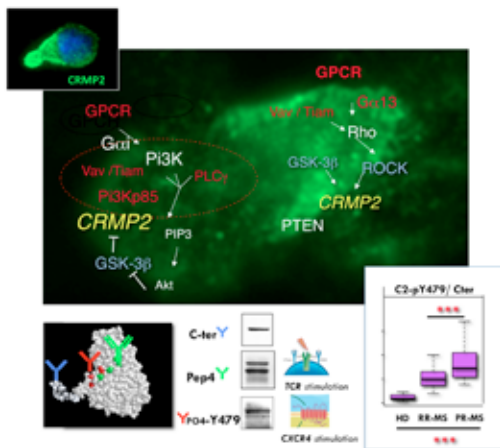 CRMP2
GPCR
GPCR
Gαi
Vav / Tiam
Gα13
Pi3K
Rho
Vav /Tiam
PLCγ
GSK-3β
ROCK
Pi3Kp85
CRMP2
CRMP2
PIP3
PTEN
GSK-3β
Akt
C2-pY479/ Cter
C-ter
Pep4
TCR stimulation
PO4-Y479
CXCR4 stimulation
***
HD RR-MS PR-MS
***